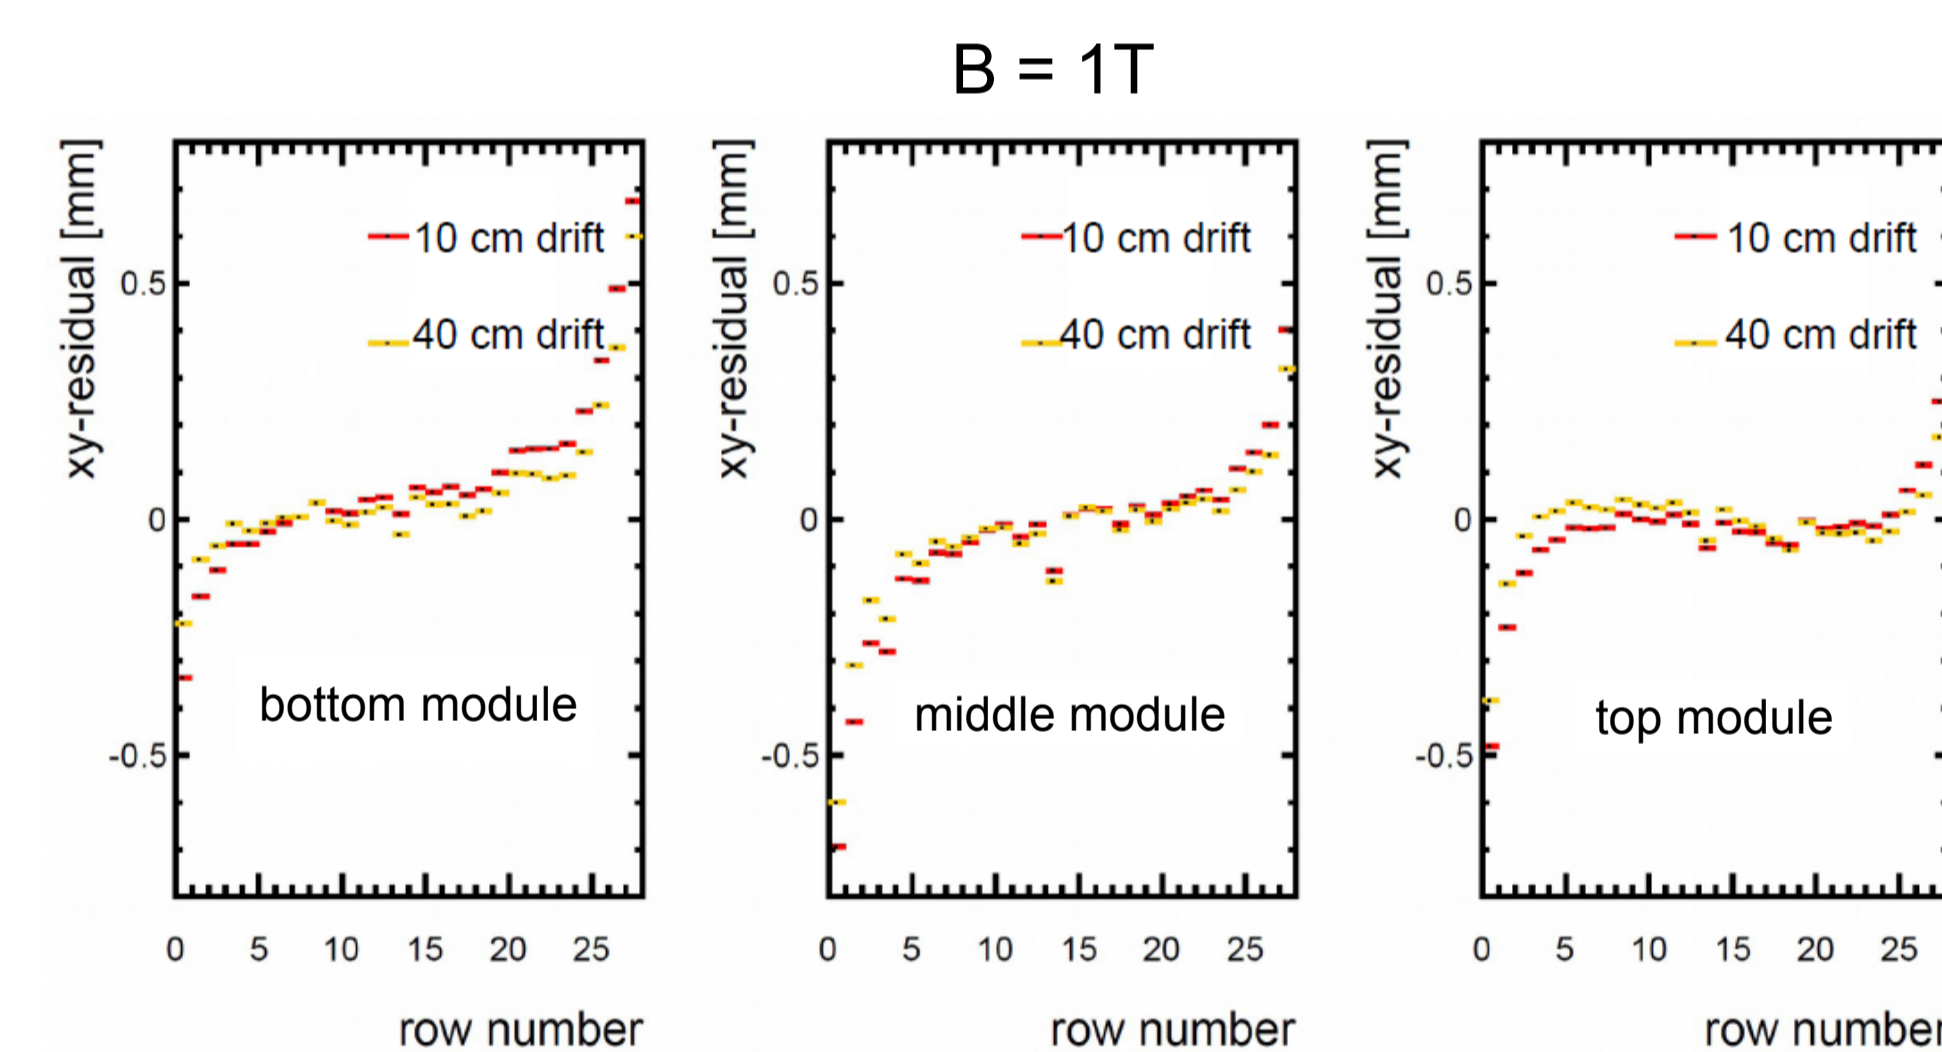 B = 1T
xy-residual [mm]
10 cm drift
40 cm drift
0.5
0
-0.5
bottom module
0 5 10 15 20 25
row number
xy-residual [mm]
10 cm drift
40 cm drift
0.5
0
-0.5
middle module
0 5 10 15 20 25
row number
xy-residual [mm]
10 cm drift
40 cm drift
0.5
0
-0.5
top module
0 5 10 15 20 25
row number